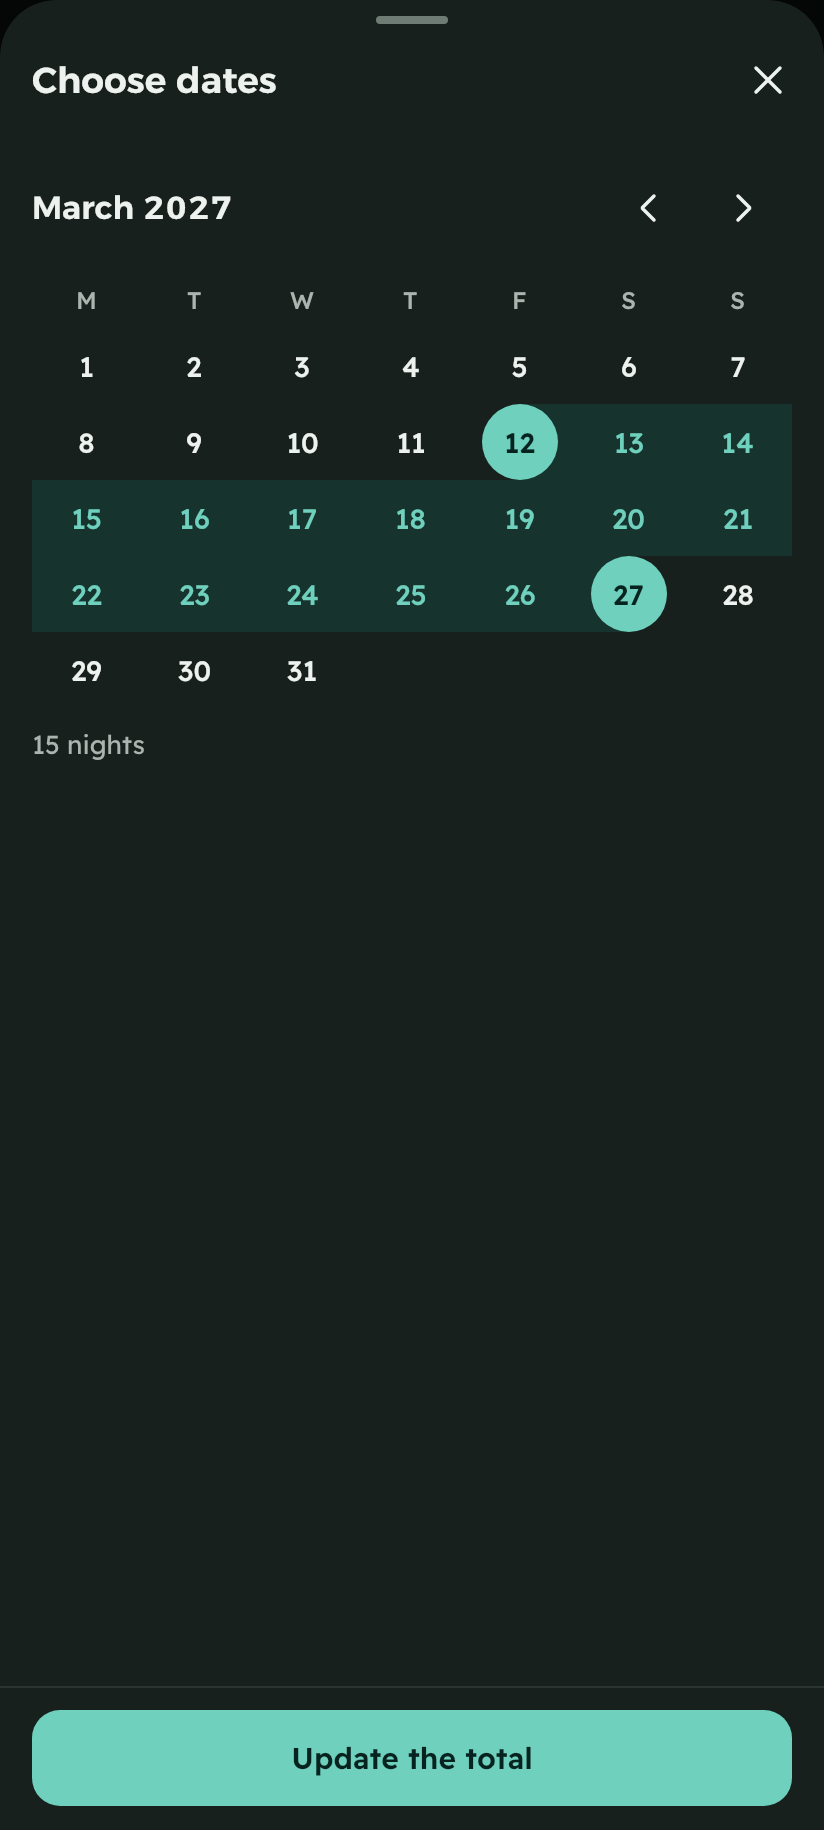 Choose dates
March 2027
M T W T F S S
1 2 3 4 5 6 7
8 9 10 11 12 13 14
15 16 17 18 19 20 21
22 23 24 25 26 27 28
29 30 31
15 nights
Update the total